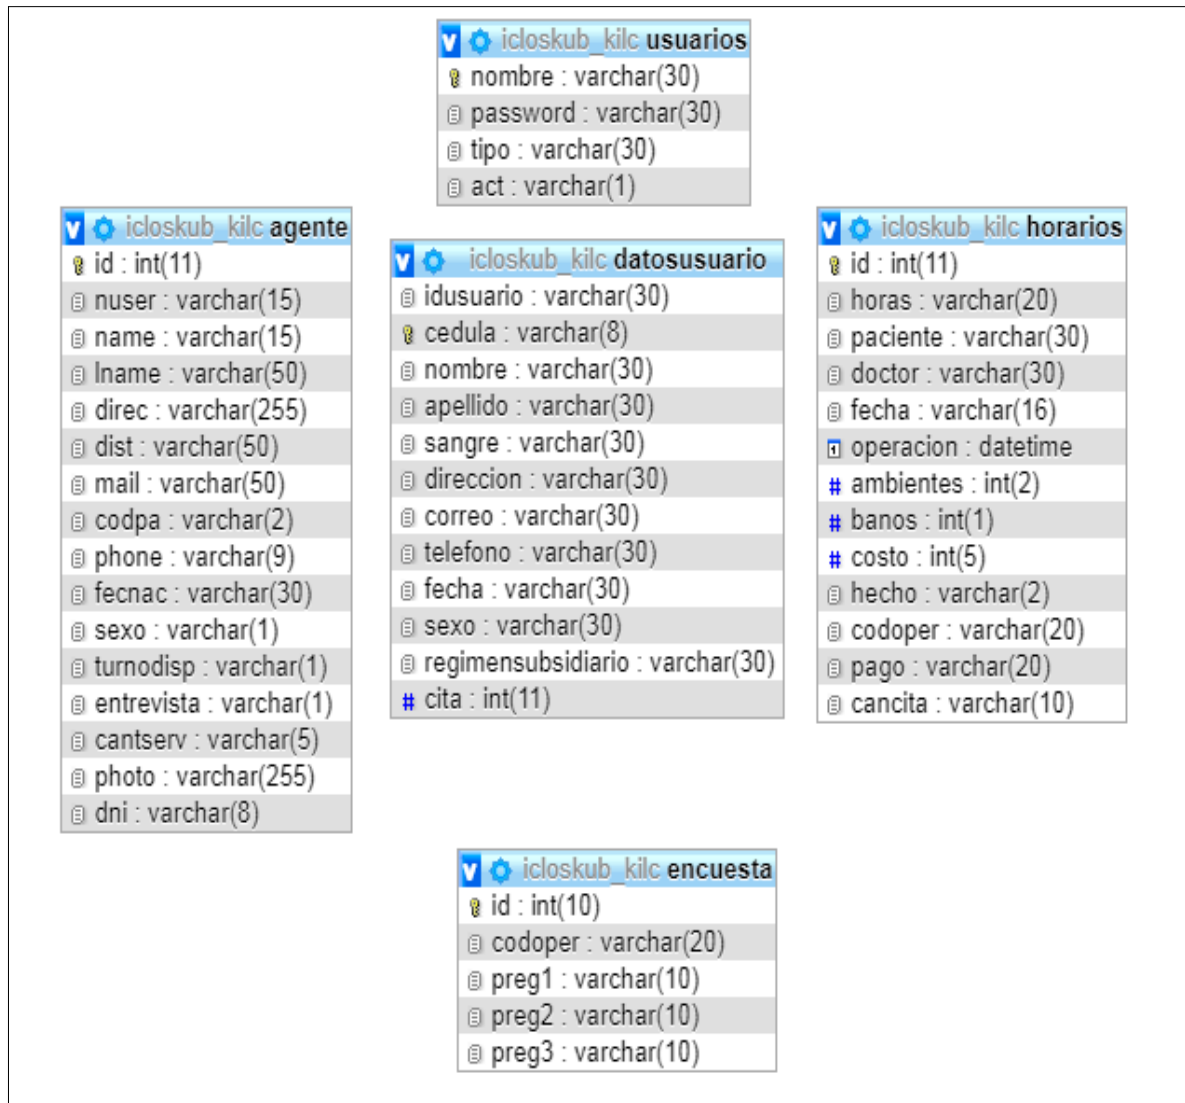 icloskub_kilc usuarios
nombre : varchar(30)
password : varchar(30)
tipo : varchar(30)
act : varchar(1)
icloskub_kilc agente
id : int(11)
nuser : varchar(15)
name : varchar(15)
lname : varchar(50)
direc : varchar(255)
dist : varchar(50)
mail : varchar(50)
codpa : varchar(2)
phone : varchar(9)
fecnac : varchar(30)
sexo : varchar(1)
turnodisp : varchar(1)
entrevista : varchar(1)
cantserv : varchar(5)
photo : varchar(255)
dni : varchar(8)
icloskub_kilc datosusuario
idusuario : varchar(30)
cedula : varchar(8)
nombre : varchar(30)
apellido : varchar(30)
sangre : varchar(30)
direccion : varchar(30)
correo : varchar(30)
telefono : varchar(30)
fecha : varchar(30)
sexo : varchar(30)
regimensubsidiario : varchar(30)
# cita : int(11)
icloskub_kilc horarios
id : int(11)
horas : varchar(20)
paciente : varchar(30)
doctor : varchar(30)
fecha : varchar(16)
operacion : datetime
# ambientes : int(2)
# banos : int(1)
# costo : int(5)
hecho : varchar(2)
codoper : varchar(20)
pago : varchar(20)
cancita : varchar(10)
icloskub_kilc encuesta
id : int(10)
codoper : varchar(20)
preg1 : varchar(10)
preg2 : varchar(10)
preg3 : varchar(10)